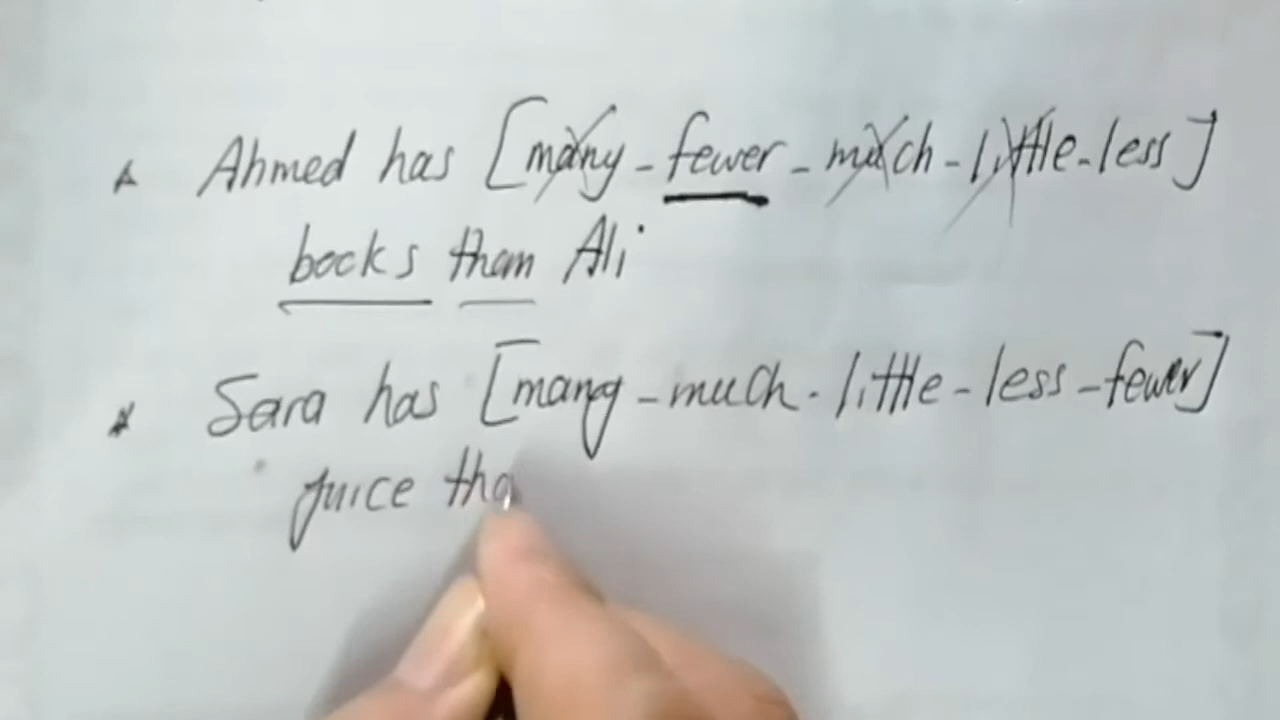 Ahmed has [many - fewer - much - little - less]
books than Ali
Sara has [many - much - little - less - fewer]
juice tha